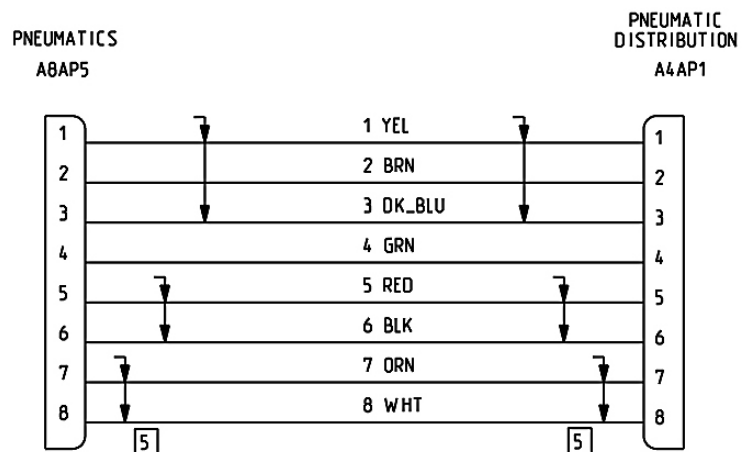 PNEUMATICS
A8AP5
PNEUMATIC
DISTRIBUTION
A4AP1
1 1 YEL 1
2 2 BRN 2
3 3 DK_BLU 3
4 4 GRN 4
5 5 RED 5
6 6 BLK 6
7 7 ORN 7
8 8 WHT 8
5 5